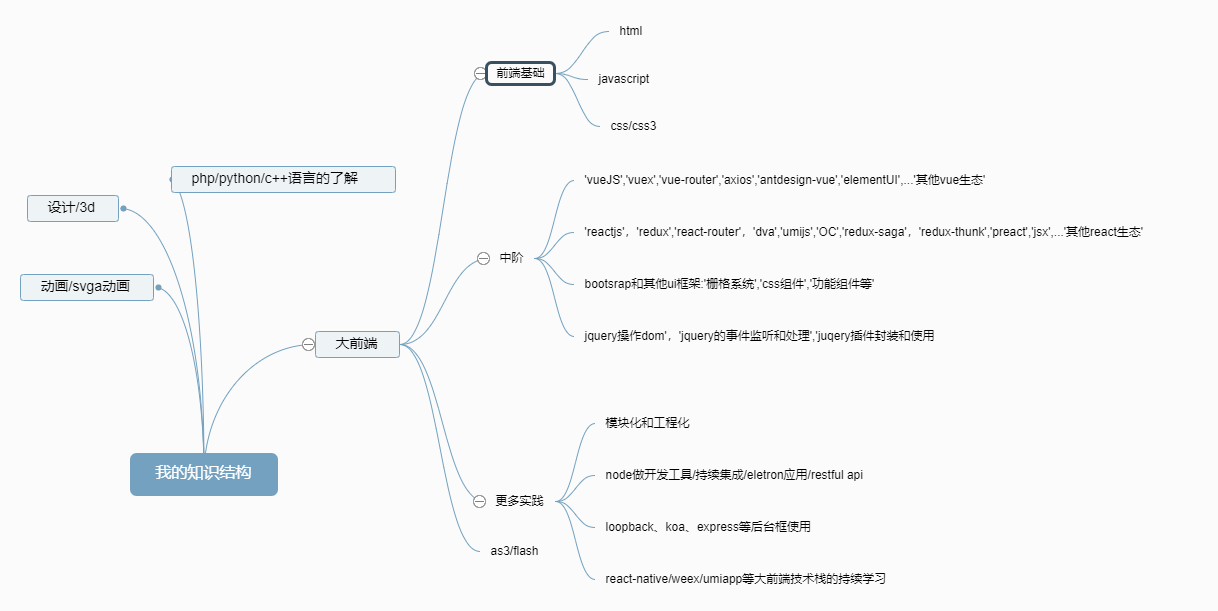 html
前端基础
javascript
css/css3
php/python/c++语言的了解
'vueJS','vuex','vue-router','axios','antdesign-vue','elementUI',...'其他vue生态'
设计/3d
'reactjs'，'redux','react-router'，'dva','umijs','OC','redux-saga'，'redux-thunk','preact','jsx',...'其他react生态'
中阶
动画/svga动画
bootsrap和其他ui框架:'栅格系统','css组件','功能组件等'
jquery操作dom'，'jquery的事件监听和处理','juqery插件封装和使用
大前端
模块化和工程化
我的知识结构
node做开发工具/持续集成/eletron应用/restful api
更多实践
loopback、koa、express等后台框使用
as3/flash
react-native/weex/umiapp等大前端技术栈的持续学习